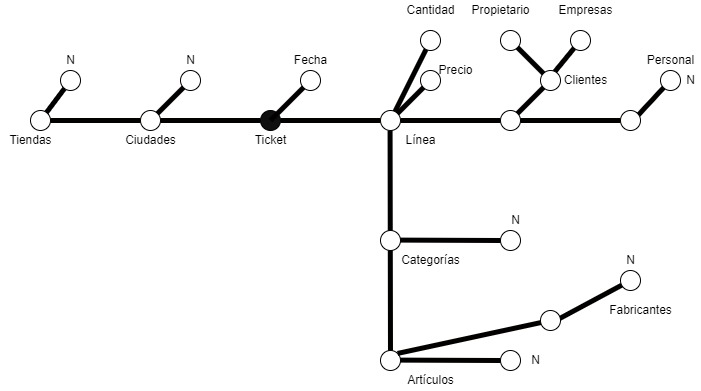 Cantidad
Propietario
Empresas
N
N
Fecha
Precio
Clientes
Personal
N
Tiendas
Ciudades
Ticket
Línea
N
Categorías
N
Fabricantes
N
Artículos